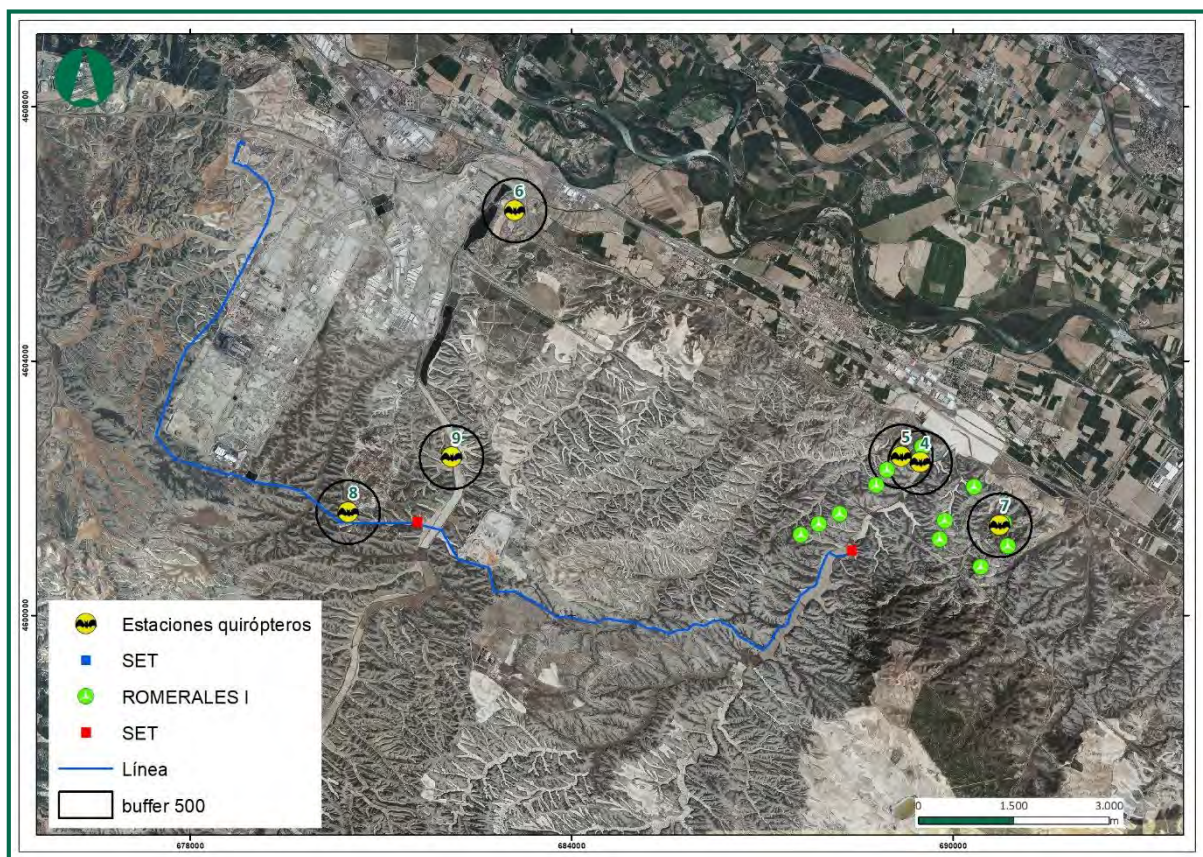 4608000
6
4604000
5 4
9
8
7
4600000
Estaciones quirópteros
SET
ROMERALES I
SET
Línea
buffer 500
0 1.500 3.000
m
678000 684000 690000